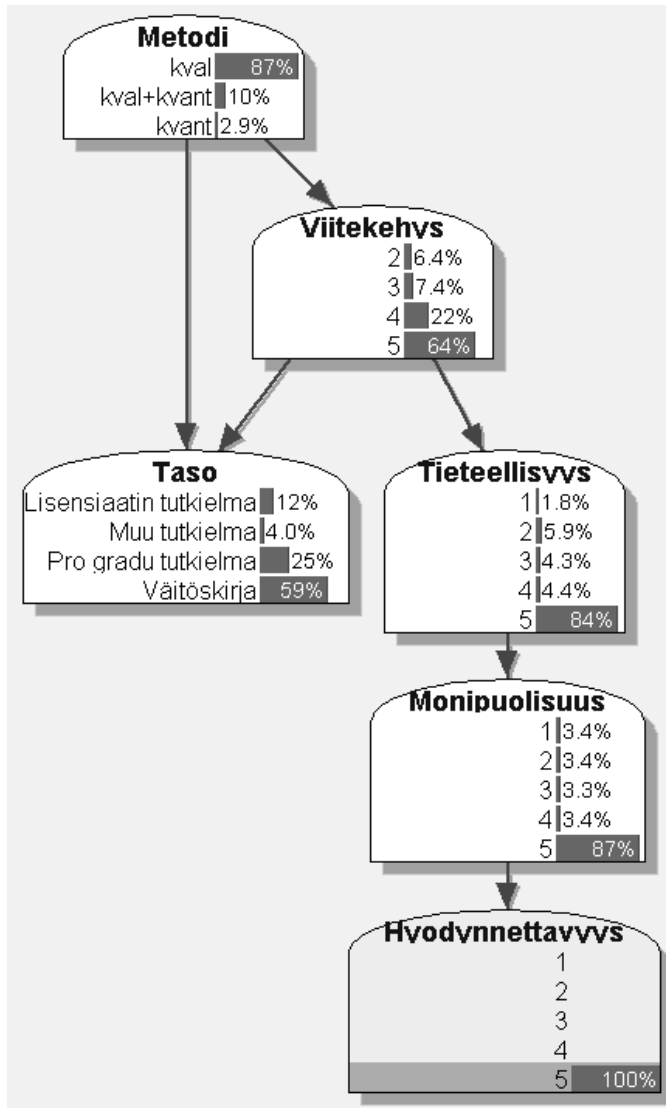 Metodi
kval 87%
kval+kvant 10%
kvant 2.9%
Viitekehys
2 6.4%
3 7.4%
4 22%
5 64%
Taso
Lisensiaatin tutkielma 12%
Muu tutkielma 4.0%
Pro gradu tutkielma 25%
Väitöskirja 59%
Tieteellisyys
1 1.8%
2 5.9%
3 4.3%
4 4.4%
5 84%
Monipuolisuus
1 3.4%
2 3.4%
3 3.3%
4 3.4%
5 87%
Hyodynnettavyys
1
2
3
4
5 100%